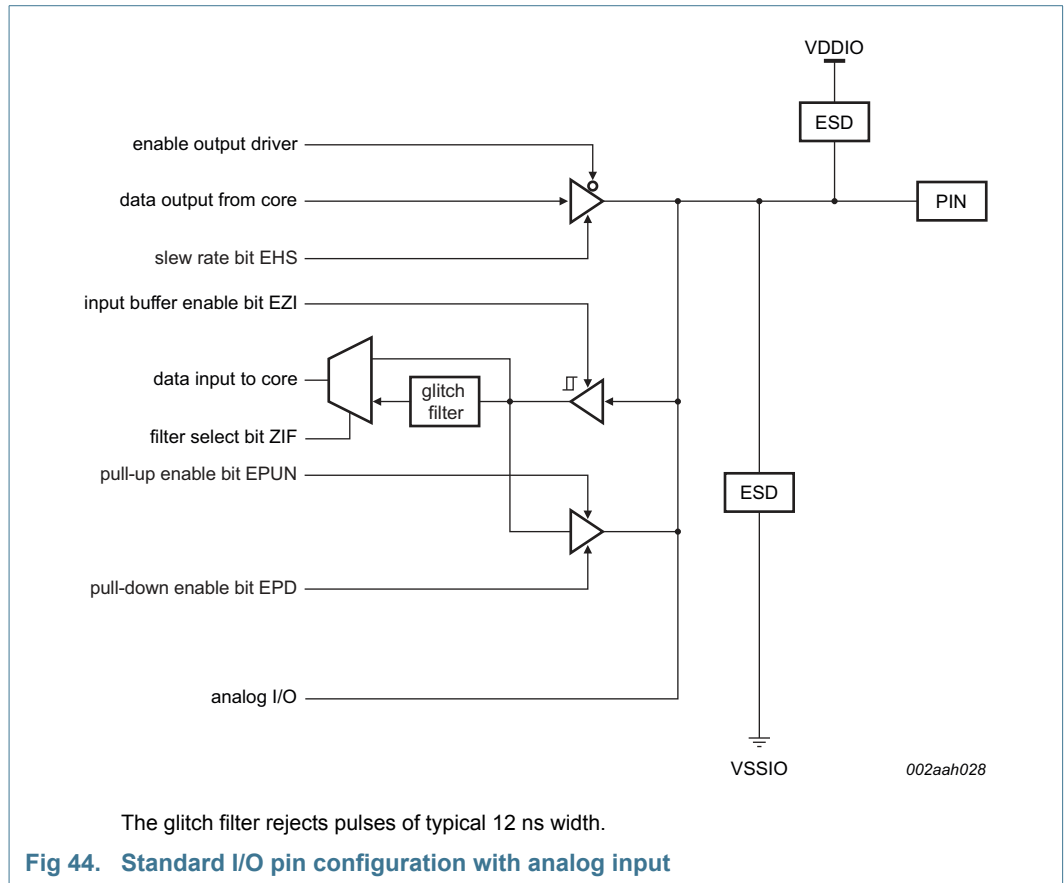 VDDIO
ESD
enable output driver
data output from core
PIN
slew rate bit EHS
input buffer enable bit EZI
data input to core
glitch
filter
filter select bit ZIF
pull-up enable bit EPUN
ESD
pull-down enable bit EPD
analog I/O
VSSIO
002aah028
The glitch filter rejects pulses of typical 12 ns width.
Fig 44. Standard I/O pin configuration with analog input